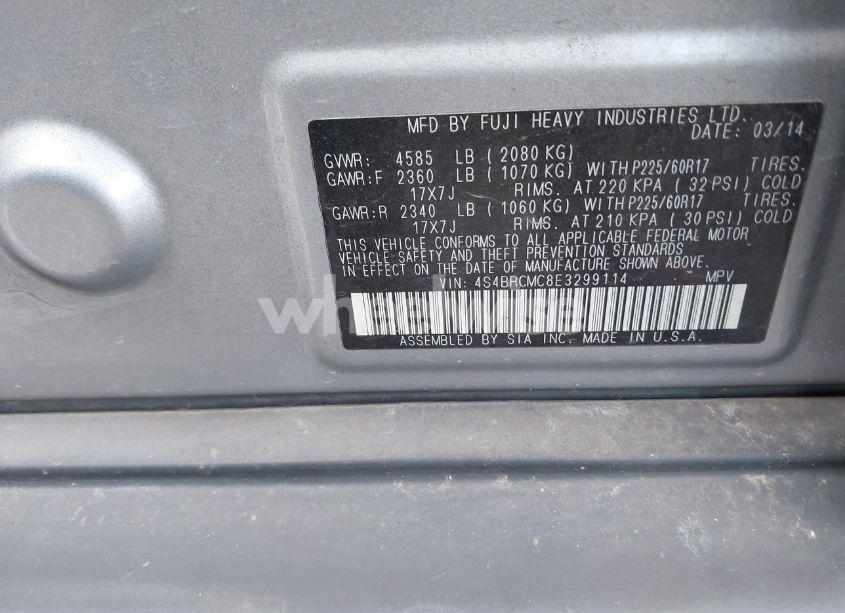 MFD BY FUJI HEAVY INDUSTRIES LTD.
DATE: 03/14
GVWR: 4585 LB ( 2080 KG)
GAWR:F 2360 LB ( 1070 KG) WITH P225/60R17 TIRES.
17X7J RIMS. AT 220 KPA ( 32 PSI) COLD
GAWR:R 2340 LB ( 1060 KG) WITH P225/60R17 TIRES.
17X7J RIMS. AT 210 KPA ( 30 PSI) COLD
THIS VEHICLE CONFORMS TO ALL APPLICABLE FEDERAL MOTOR
VEHICLE SAFETY AND THEFT PREVENTION STANDARDS
IN EFFECT ON THE DATE OF MANUFACTURE SHOWN ABOVE.
VIN: 4S4BRCMC8E3299114 MPV
ASSEMBLED BY SIA INC. MADE IN U.S.A.